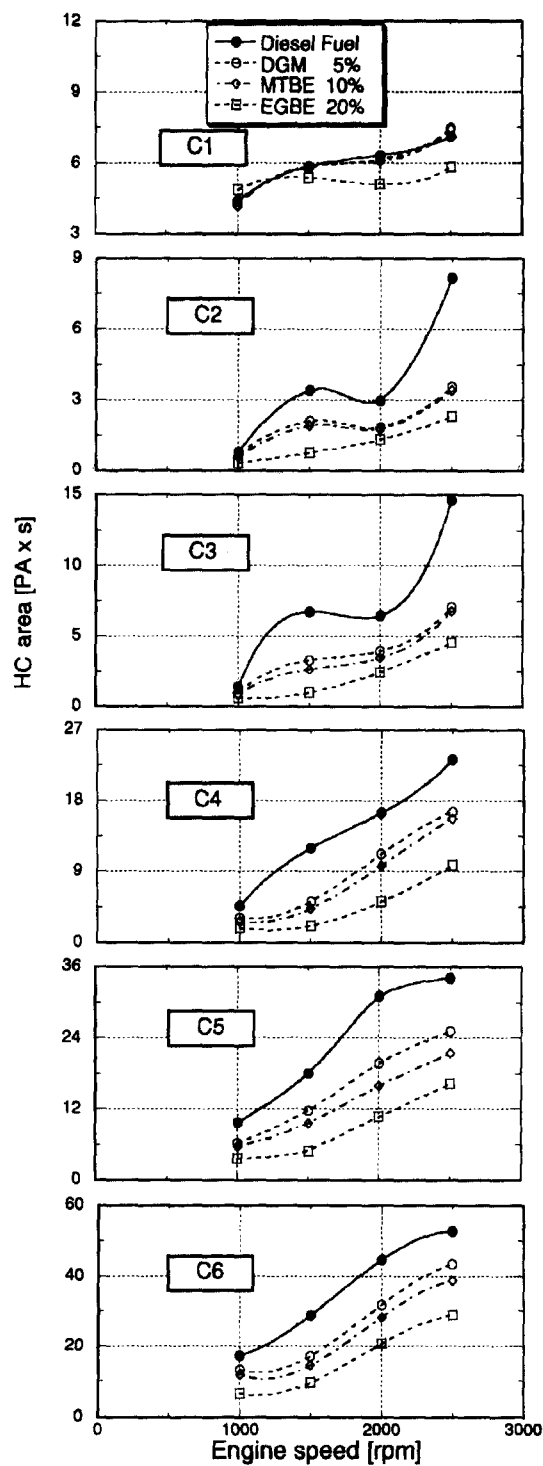 12
Diesel Fuel
DGM 5%
MTBE 10%
EGBE 20%
9
C1
6
3
9
C2
6
3
0
15
C3
10
5
0
HC area [PA x s]
27
C4
18
9
0
36
C5
24
12
0
60
C6
40
20
0
0 1000 2000 3000
Engine speed [rpm]